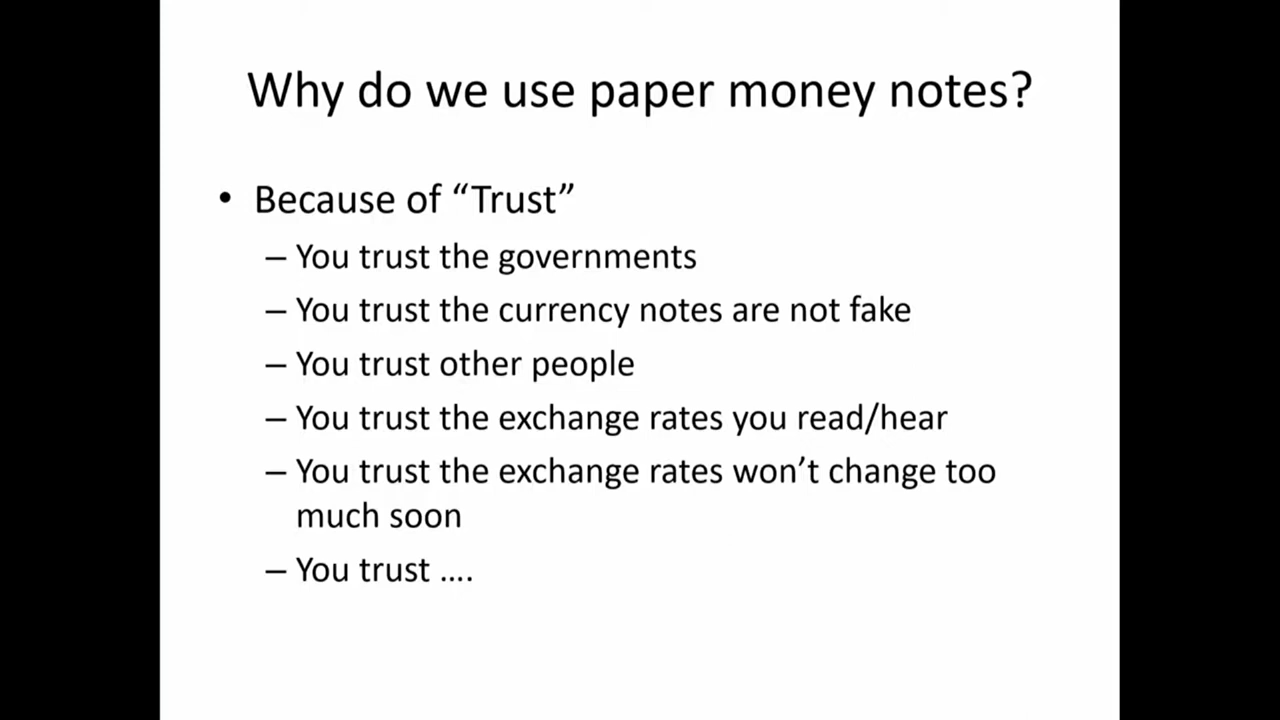 Why do we use paper money notes?
• Because of “Trust”
– You trust the governments
– You trust the currency notes are not fake
– You trust other people
– You trust the exchange rates you read/hear
– You trust the exchange rates won’t change too
much soon
– You trust ….